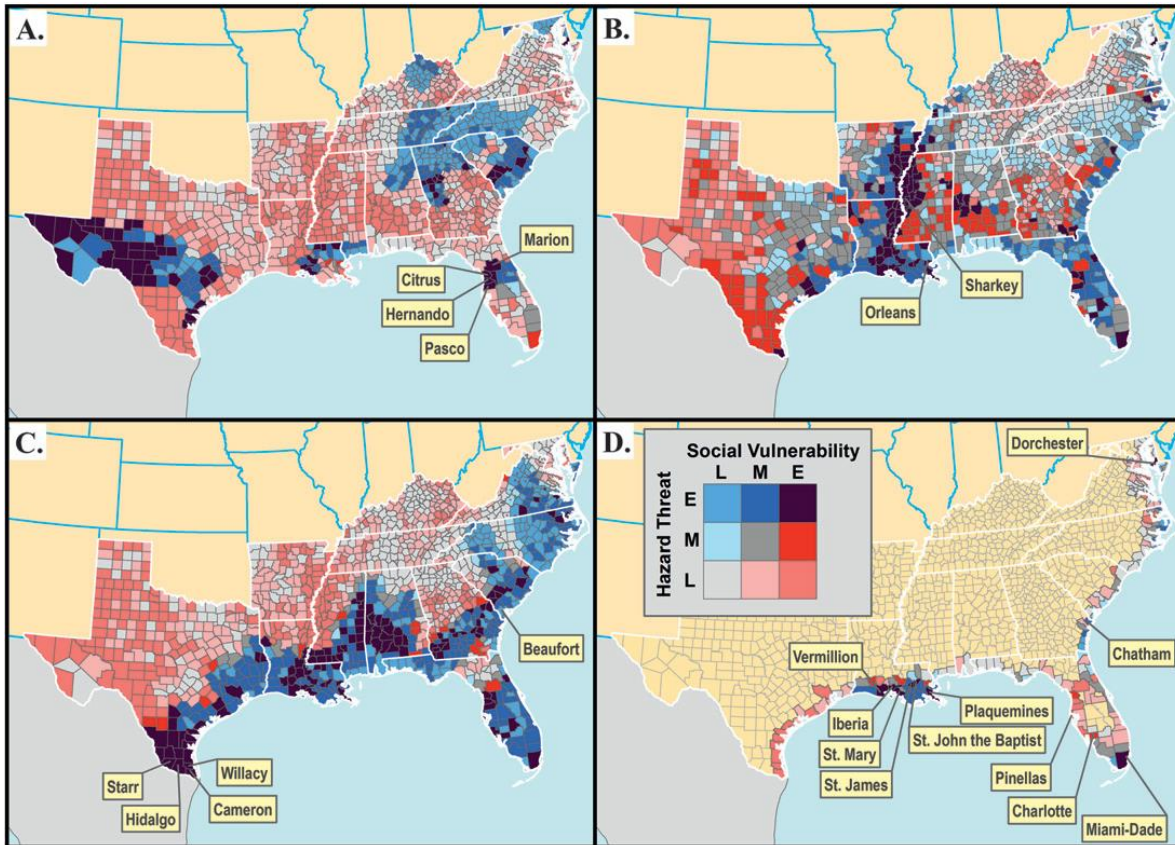 A.
Marion
Citrus
Hernando
Pasco
B.
Sharkey
Orleans
C.
Beaufort
Willacy
Starr
Cameron
Hidalgo
D.
Social Vulnerability
L M E
Hazard Threat
E
M
L
Dorchester
Chatham
Vermillion
Plaquemines
Iberia
St. John the Baptist
St. Mary
Pinellas
St. James
Charlotte
Miami-Dade